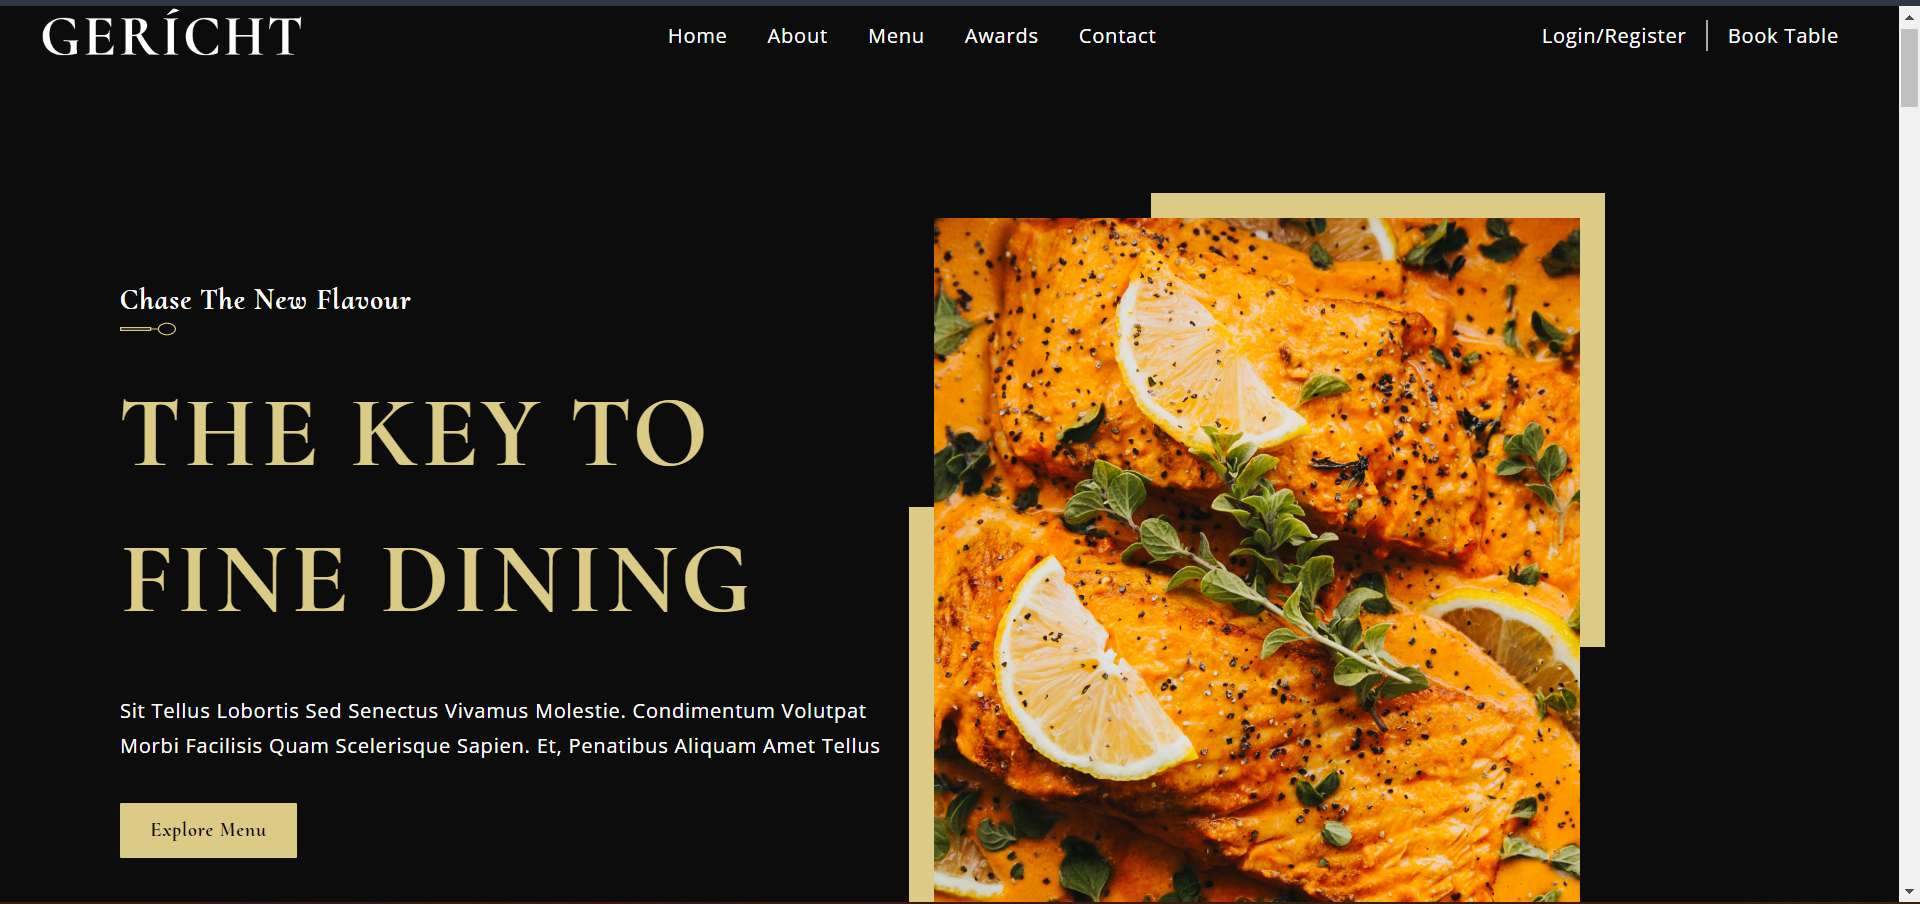 GERÍCHT
Home About Menu Awards Contact
Login/Register Book Table
Chase The New Flavour
THE KEY TO
FINE DINING
Sit Tellus Lobortis Sed Senectus Vivamus Molestie. Condimentum Volutpat
Morbi Facilisis Quam Scelerisque Sapien. Et, Penatibus Aliquam Amet Tellus
Explore Menu